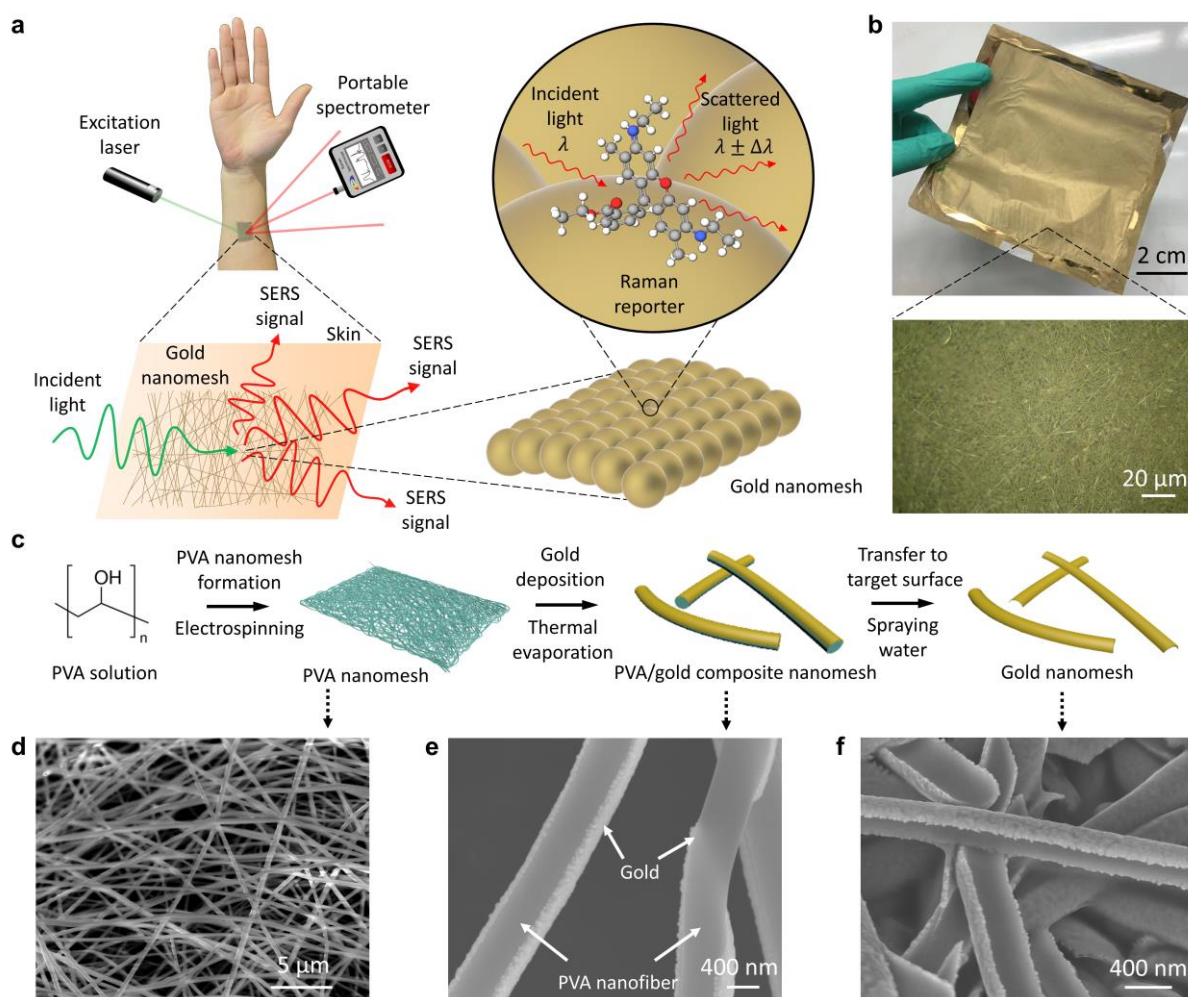 a
Excitation
laser
Portable
spectrometer
Incident
light
λ
Scattered
light
λ ± Δλ
Raman
reporter
SERS
signal
Skin
Gold
nanomesh
SERS
signal
Incident
light
SERS
signal
Gold nanomesh
b
2 cm
20 µm
c
OH
n
PVA solution
PVA nanomesh
formation
Electrospinning
PVA nanomesh
Gold
deposition
Thermal
evaporation
PVA/gold composite nanomesh
Transfer to
target surface
Spraying
water
Gold nanomesh
d
5 µm
e
Gold
PVA nanofiber
400 nm
f
400 nm